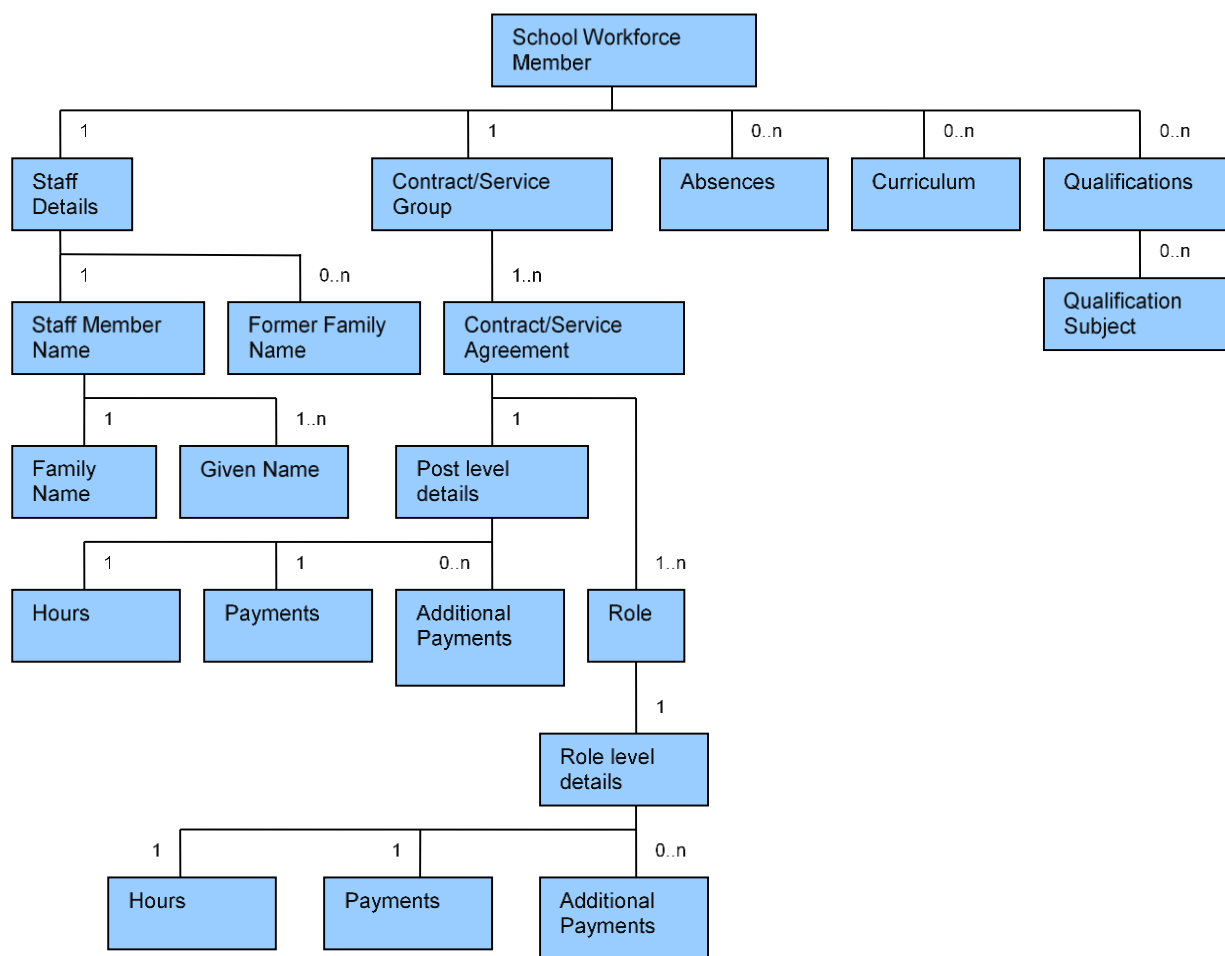 School Workforce
Member
1
1
0..n
0..n
0..n
Staff
Details
Contract/Service
Group
Absences
Curriculum
Qualifications
1
0..n
1..n
0..n
Staff Member
Name
Former Family
Name
Contract/Service
Agreement
Qualification
Subject
1
1..n
1
Family
Name
Given Name
Post level
details
1
1
0..n
1..n
Hours
Payments
Additional
Payments
Role
1
Role level
details
1
1
0..n
Hours
Payments
Additional
Payments